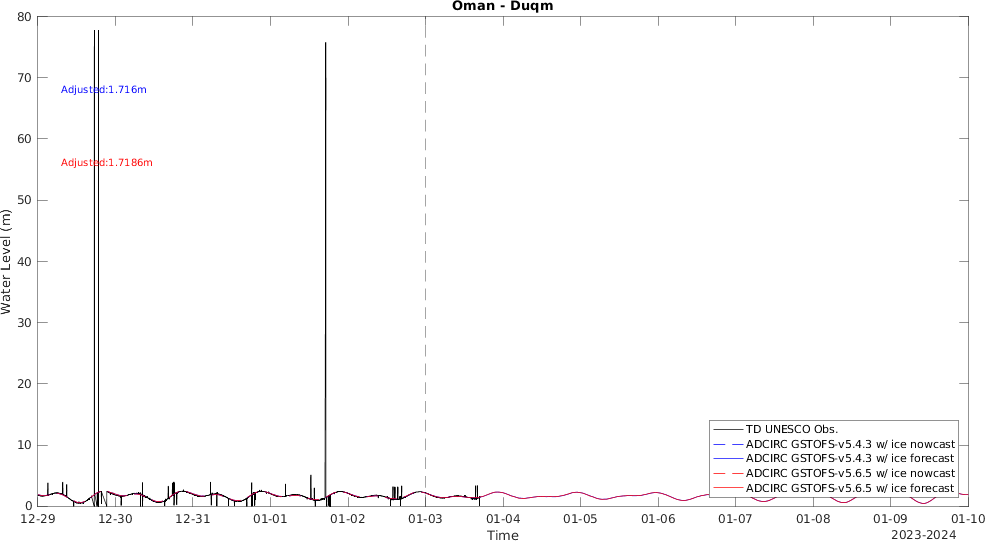 Oman - Duqm
80
70
60
50
40
30
20
10
0
Water Level (m)
Adjusted:1.716m
Adjusted:1.7186m
TD UNESCO Obs.
ADCIRC GSTOFS-v5.4.3 w/ ice nowcast
ADCIRC GSTOFS-v5.4.3 w/ ice forecast
ADCIRC GSTOFS-v5.6.5 w/ ice nowcast
ADCIRC GSTOFS-v5.6.5 w/ ice forecast
12-29 12-30 12-31 01-01 01-02 01-03 01-04 01-05 01-06 01-07 01-08 01-09 01-10
Time
2023-2024